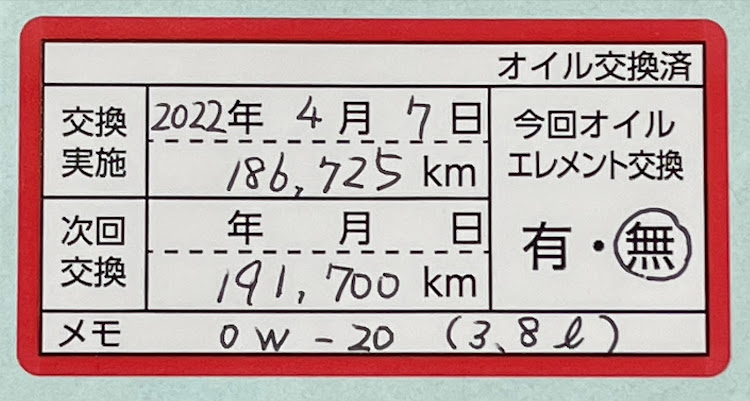 オイル交換済
交換実施 2022年 4月 7日
186,725 km
今回オイル
エレメント交換
有・無
次回交換 年 月 日
191,700 km
メモ 0W-20 (3.8ℓ)